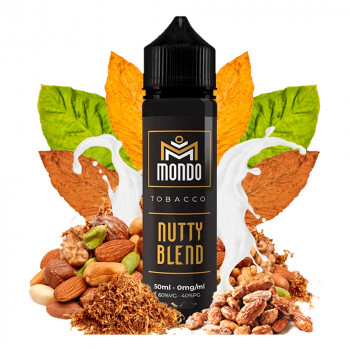 MONDO
TOBACCO
NUTTY
BLEND
50ml - 0mg/ml
60%VG - 40%PG